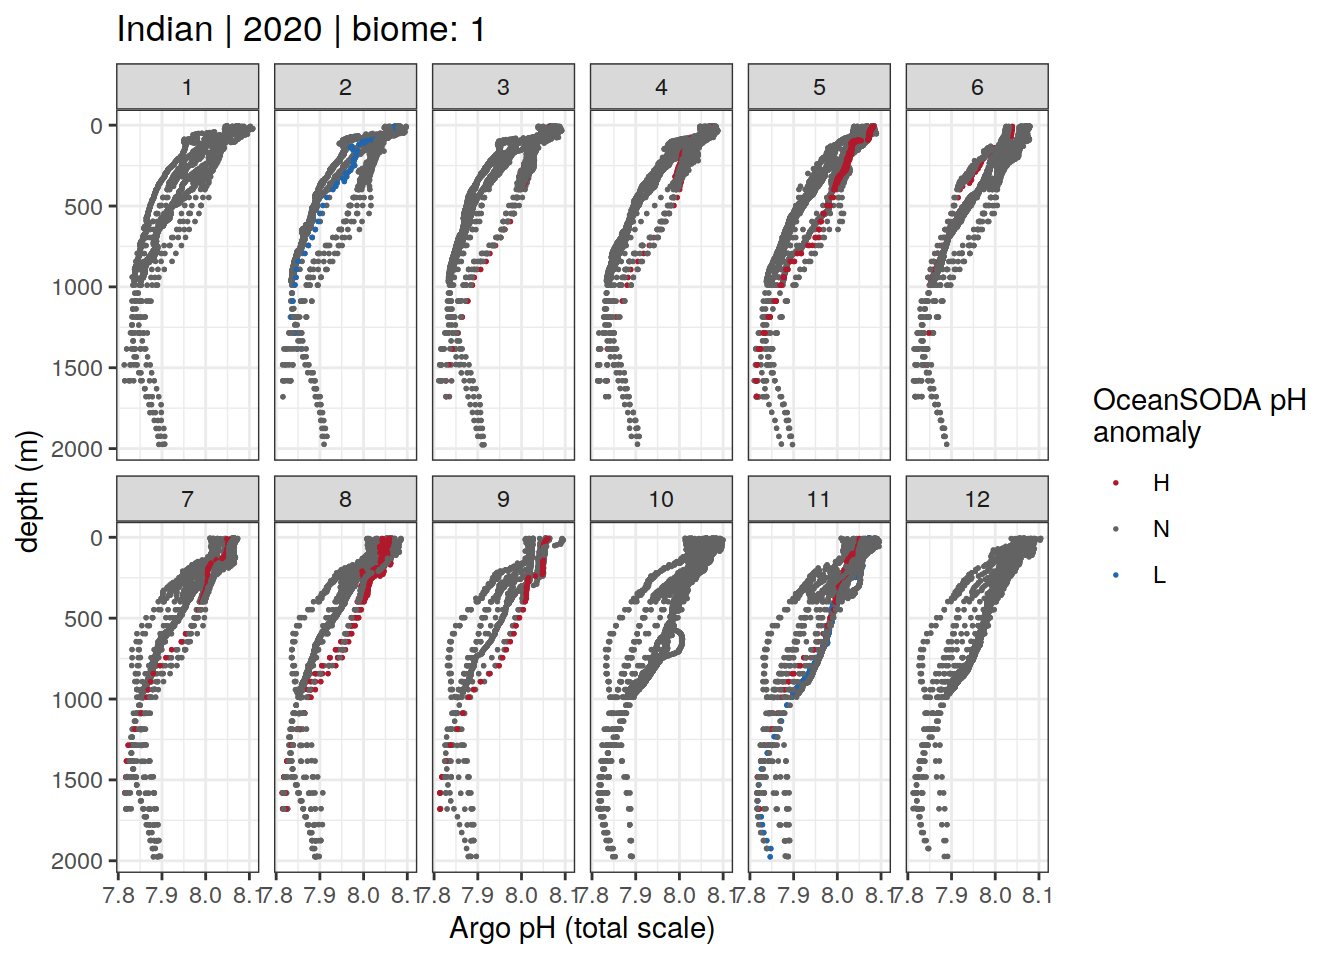 Indian | 2020 | biome: 1
1 2 3 4 5 6
0
500
1000
1500
2000
7 8 9 10 11 12
0
500
1000
1500
2000
7.8 7.9 8.0 8.1 7.8 7.9 8.0 8.1 7.8 7.9 8.0 8.1 7.8 7.9 8.0 8.1 7.8 7.9 8.0 8.1 7.8 7.9 8.0 8.1
Argo pH (total scale)
depth (m)
OceanSODA pH
anomaly
H
N
L